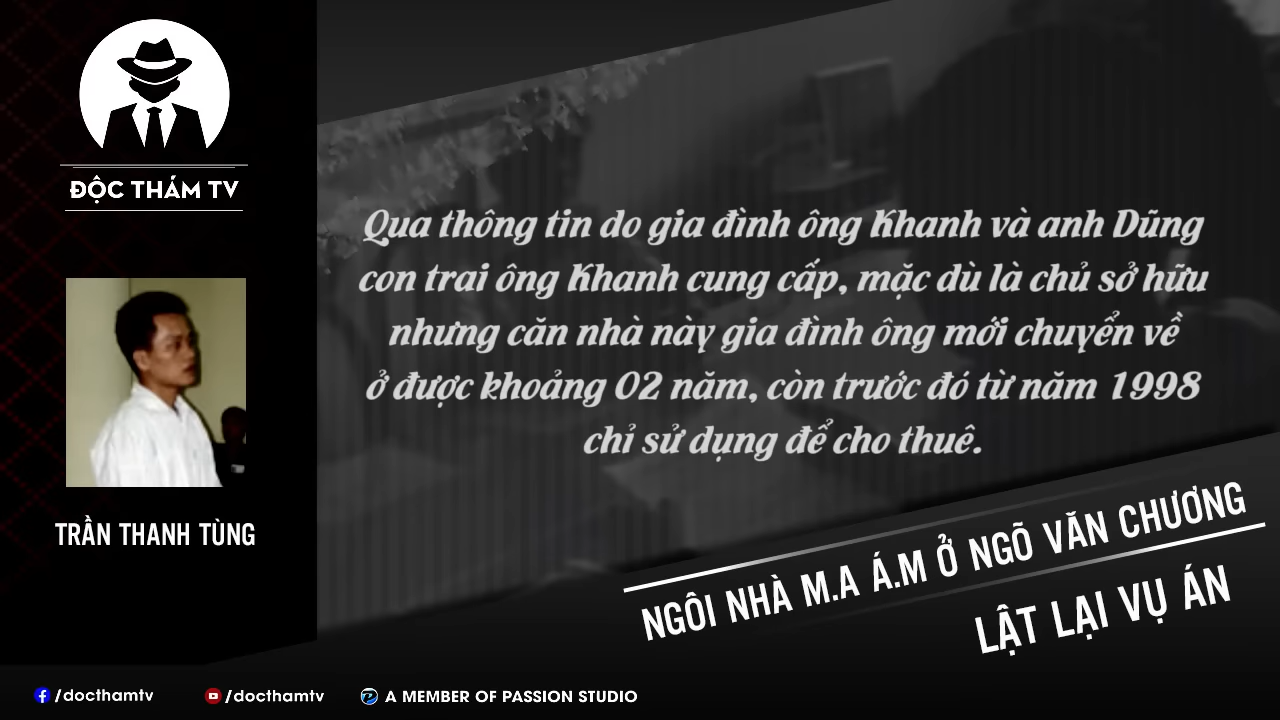 ĐỘC THÁM TV
TRẦN THANH TÙNG
Qua thông tin do gia đình ông Khanh và anh Dũng
con trai ông Khanh cung cấp, mặc dù là chủ sở hữu
nhưng căn nhà này gia đình ông mới chuyển về
ở được khoảng 02 năm, còn trước đó từ năm 1998
chỉ sử dụng để cho thuê.
NGÔI NHÀ M.A Á.M Ở NGÕ VĂN CHƯƠNG
LẬT LẠI VỤ ÁN
/docthamtv
/docthamtv
A MEMBER OF PASSION STUDIO